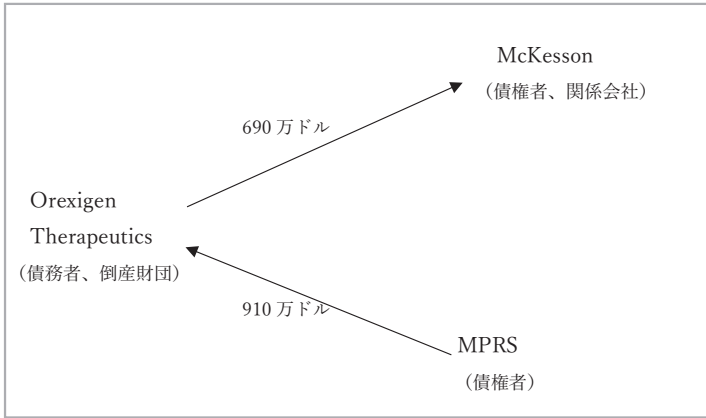 McKesson
（債権者、関係会社）
690 万ドル
Orexigen
Therapeutics
（債務者、倒産財団）
910 万ドル
MPRS
（債権者）